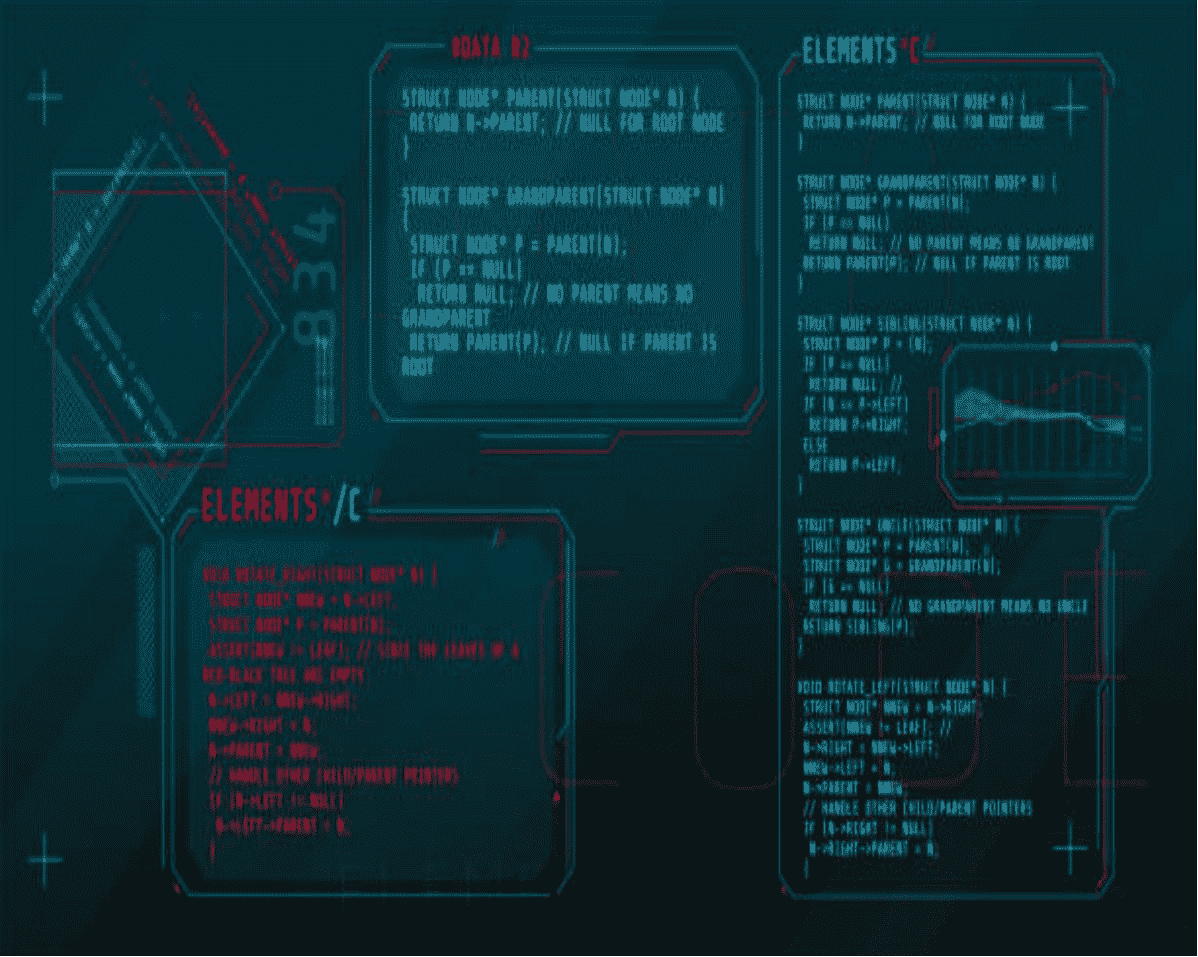 DATA
STRUCT NODE* PARENT(STRUCT NODE* N) {
RETURN N->PARENT; // NULL FOR ROOT NODE
}
STRUCT NODE* GRANDPARENT(STRUCT NODE* N)
{
STRUCT NODE* P = PARENT(N);
IF (P == NULL)
RETURN NULL; // NO PARENT MEANS NO
GRANDPARENT
RETURN PARENT(P); // NULL IF PARENT IS
ROOT
834
ELEMENTS*/C
VOID ROTATE_RIGHT(STRUCT NODE* N) {
STRUCT NODE* NNEW = N->LEFT;
STRUCT NODE* P = PARENT(N);
ASSERT(NNEW != LEAF); // SINCE THE LEAVES OF A
RED-BLACK TREE ARE EMPTY
N->LEFT = NNEW->RIGHT;
NNEW->RIGHT = N;
N->PARENT = NNEW;
// HANDLE OTHER CHILD/PARENT POINTERS
IF (N->LEFT != NULL)
N->LEFT->PARENT = N;
}
ELEMENTS*C//
STRUCT NODE* PARENT(STRUCT NODE* N) {
RETURN N->PARENT; // NULL FOR ROOT NODE
}
STRUCT NODE* GRANDPARENT(STRUCT NODE* N) {
STRUCT NODE* P = PARENT(N);
IF (P == NULL)
RETURN NULL; // NO PARENT MEANS NO GRANDPARENT
RETURN PARENT(P); // NULL IF PARENT IS ROOT
}
STRUCT NODE* SIBLING(STRUCT NODE* N) {
STRUCT NODE* P = (N);
IF (P == NULL)
RETURN NULL; //
IF (N == P->LEFT)
RETURN P->RIGHT;
ELSE
RETURN P->LEFT;
}
STRUCT NODE* UNCLE(STRUCT NODE* N) {
STRUCT NODE* P = PARENT(N);
STRUCT NODE* G = GRANDPARENT(N);
IF (G == NULL)
RETURN NULL; // NO GRANDPARENT MEANS NO UNCLE
RETURN SIBLING(P);
}
VOID ROTATE_LEFT(STRUCT NODE* N) {
STRUCT NODE* NNEW = N->RIGHT;
ASSERT(NNEW != LEAF); //
N->RIGHT = NNEW->LEFT;
NNEW->LEFT = N;
N->PARENT = NNEW;
// HANDLE OTHER CHILD/PARENT POINTERS
IF (N->RIGHT != NULL)
N->RIGHT->PARENT = N;
}
CODE